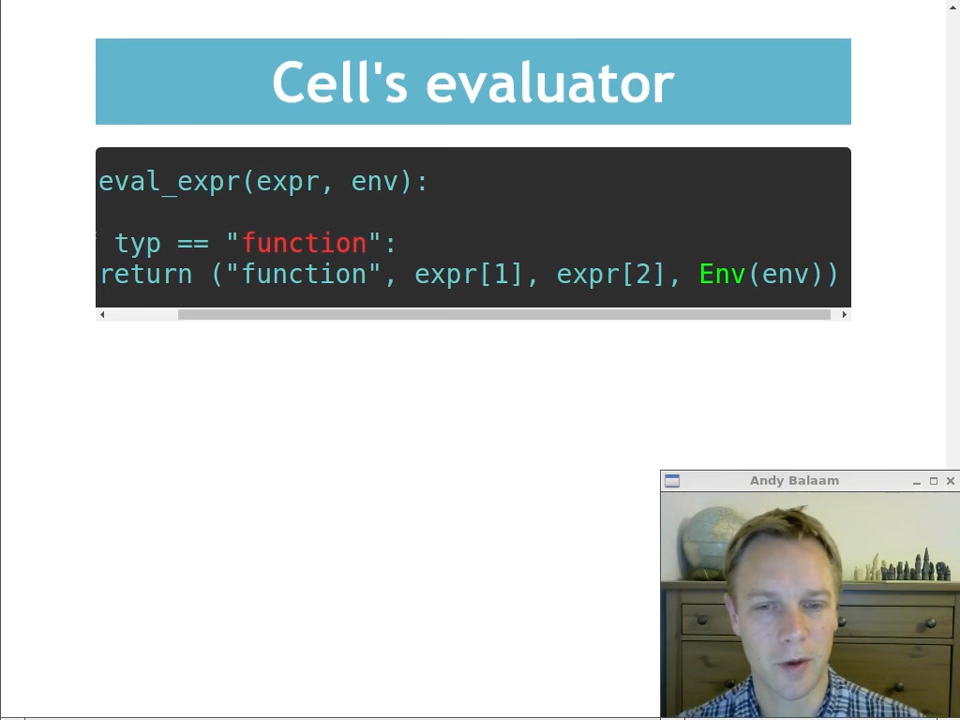 Cell's evaluator
eval_expr(expr, env):
typ == "function":
return ("function", expr[1], expr[2], Env(env))
Andy Balaam